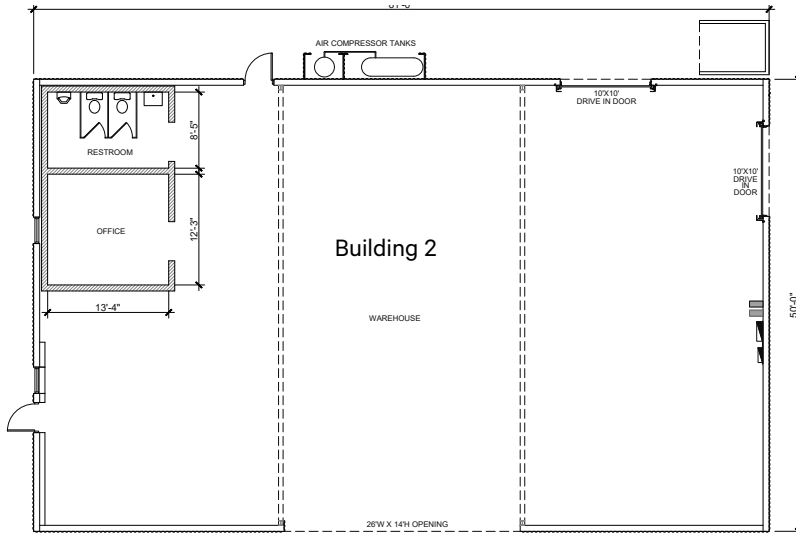 AIR COMPRESSOR TANKS
10'X10'
DRIVE IN DOOR
8'-5"
RESTROOM
10'X10'
DRIVE
IN
DOOR
OFFICE
12'-3"
Building 2
13'-4"
50'-0"
WAREHOUSE
26'W X 14'H OPENING